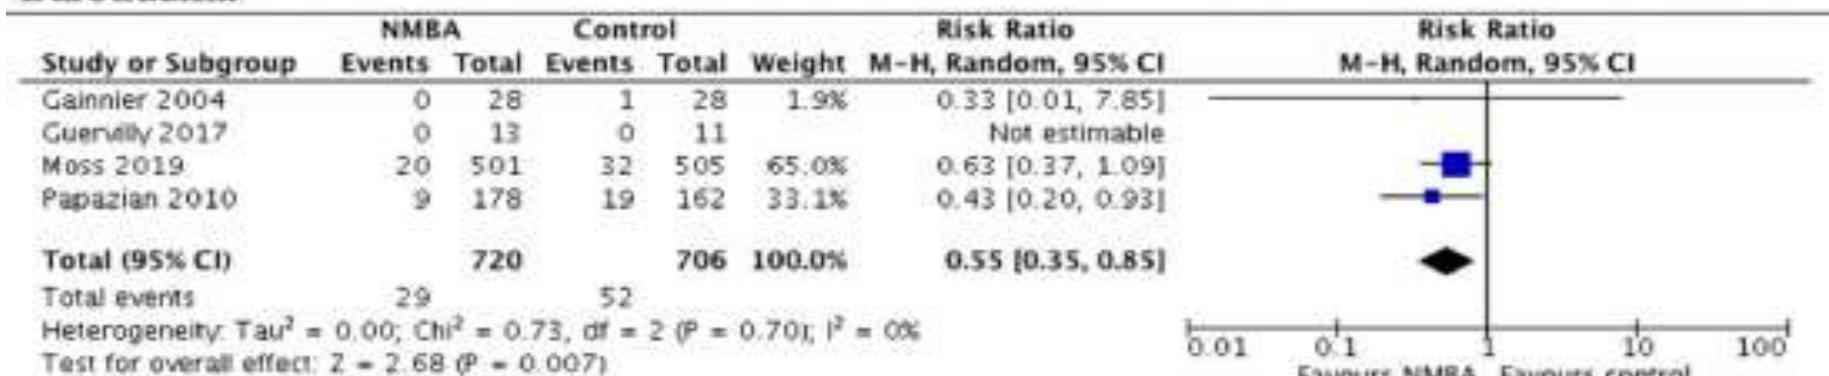 NMBA Control Risk Ratio Risk Ratio
Study or Subgroup Events Total Events Total Weight M-H, Random, 95% CI M-H, Random, 95% CI
Gainnier 2004 0 28 1 28 1.9% 0.33 [0.01, 7.85]
Guervilly 2017 0 13 0 11 Not estimable
Moss 2019 20 501 32 505 65.0% 0.63 [0.37, 1.09]
Papazian 2010 9 178 19 162 33.1% 0.43 [0.20, 0.93]
Total (95% CI) 720 706 100.0% 0.55 [0.35, 0.85]
Total events 29 52
Heterogeneity: Tau² = 0.00; Chi² = 0.73, df = 2 (P = 0.70); I² = 0%
Test for overall effect: Z = 2.68 (P = 0.007)
0.01 0.1 1 10 100
Favours NMBA Favours control